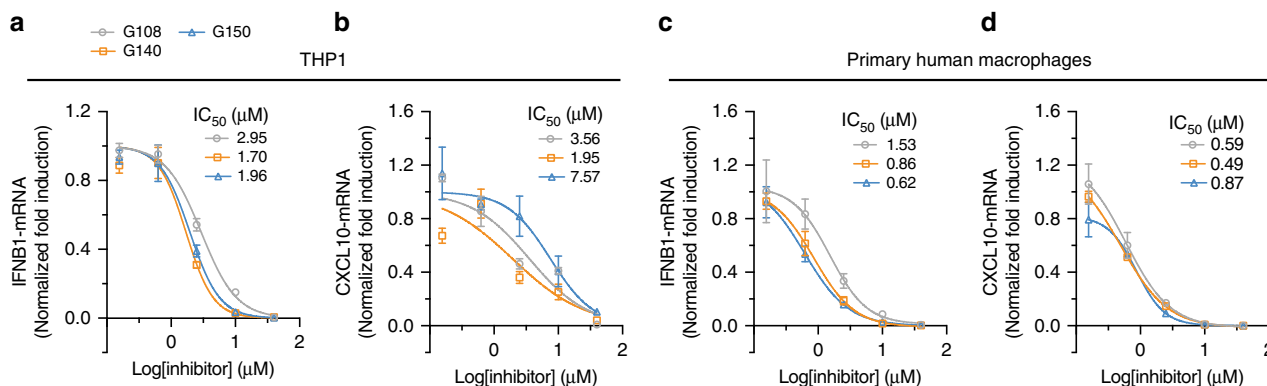 a b c d
G108 G150
G140
THP1 Primary human macrophages
IC50 (µM)
2.95
1.70
1.96
1.2
0.8
0.4
0.0
0 1 2
IFNB1-mRNA
(Normalized fold induction)
Log[inhibitor] (µM)
IC50 (µM)
3.56
1.95
7.57
1.6
1.2
0.8
0.4
0.0
0 1 2
CXCL10-mRNA
(Normalized fold induction)
Log[inhibitor] (µM)
IC50 (µM)
1.53
0.86
0.62
1.6
1.2
0.8
0.4
0.0
0 1 2
IFNB1-mRNA
(Normalized fold induction)
Log[inhibitor] (µM)
IC50 (µM)
0.59
0.49
0.87
1.6
1.2
0.8
0.4
0.0
0 1 2
CXCL10-mRNA
(Normalized fold induction)
Log[inhibitor] (µM)